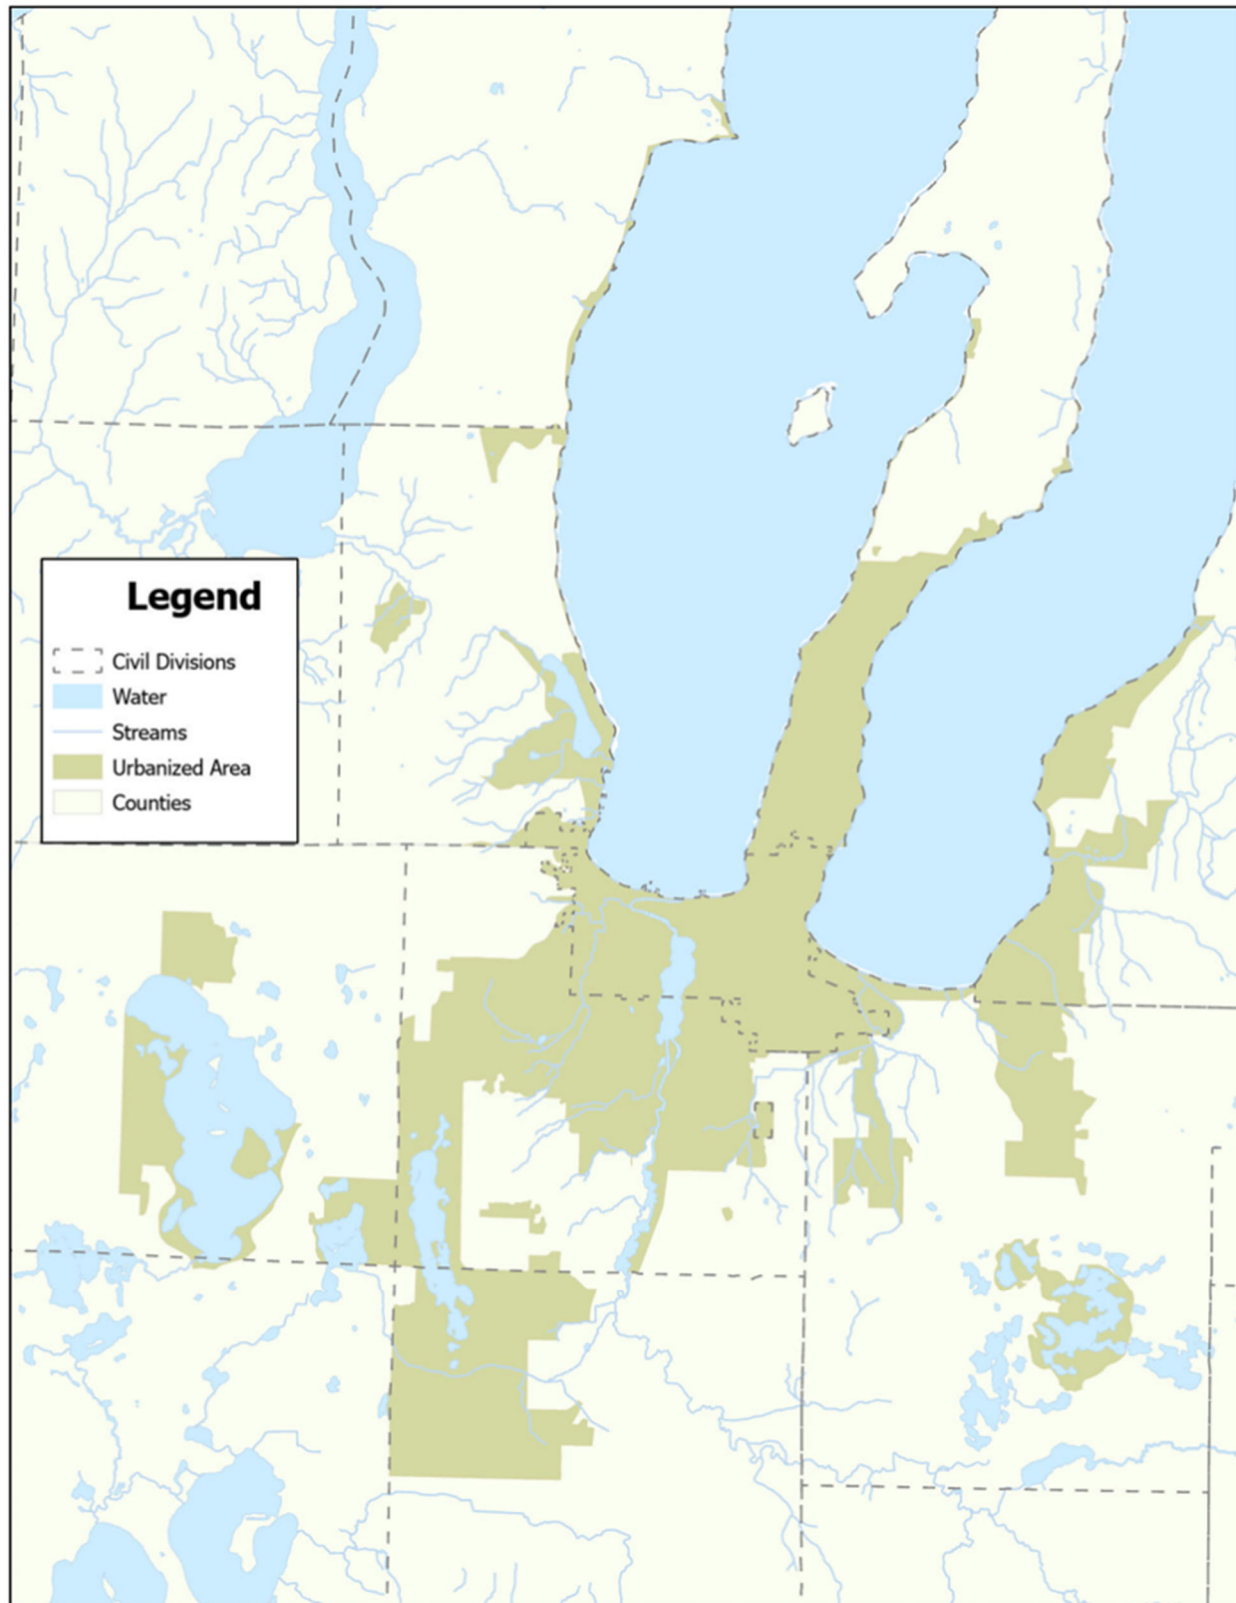 Legend
Civil Divisions
Water
Streams
Urbanized Area
Counties